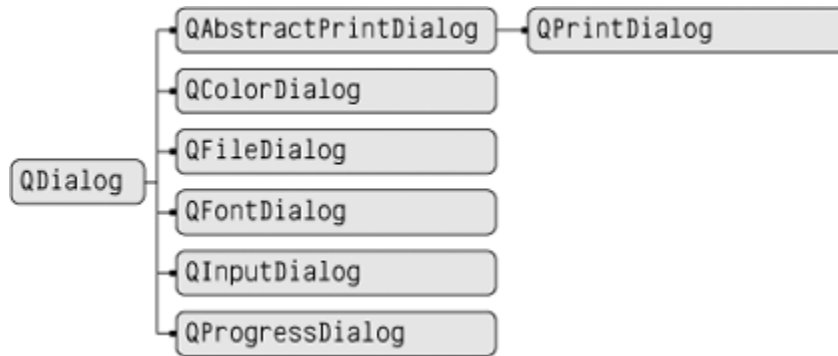 QAbstractPrintDialog QPrintDialog
QColorDialog
QFileDialog
QDialog
QFontDialog
QInputDialog
QProgressDialog